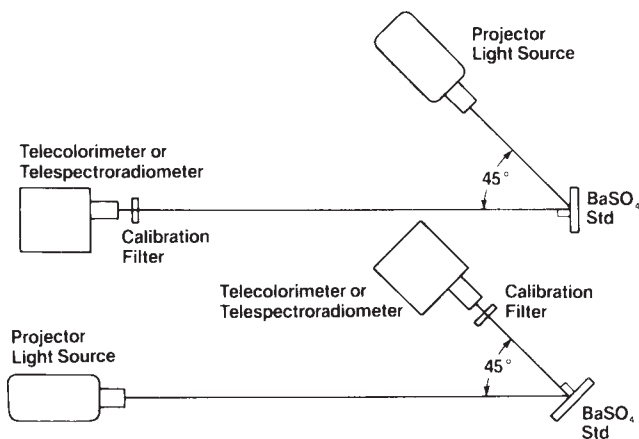 Projector
Light Source
Telecolorimeter or
Telespectroradiometer
45°
BaSO₄
Std
Calibration
Filter
Telecolorimeter or
Telespectroradiometer
Calibration
Filter
Projector
Light Source
45°
BaSO₄
Std